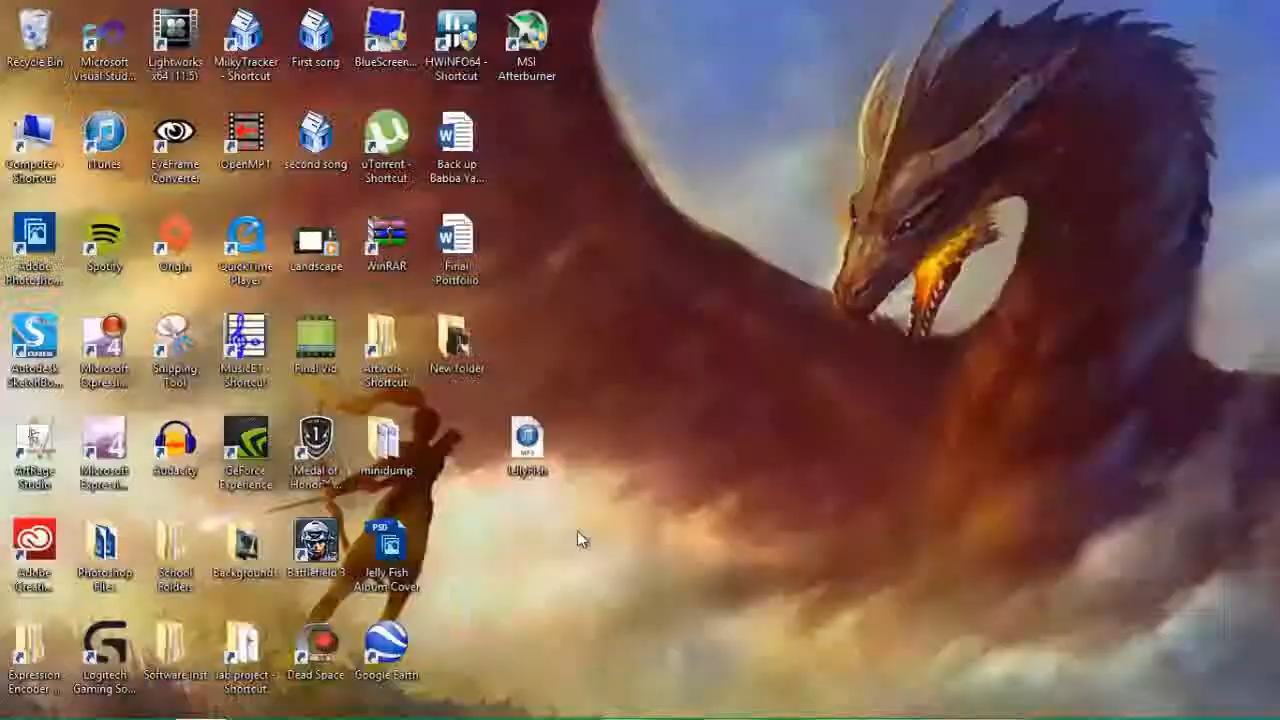 Recycle Bin
Microsoft
Visual Stud...
Lightworks
x64 (11.5)
MilkyTracker
- Shortcut
First song
BlueScreen...
HWiNFO64 -
Shortcut
MSI
Afterburner
Computer -
Shortcut
iTunes
EyeFrame
Converter
OpenMPT
second song
uTorrent -
Shortcut
Back up
Babba Ya...
Adobe
Photosho...
Spotify
Origin
QuickTime
Player
Landscape
WinRAR
Final
Portfolio
Autodesk
SketchBo...
Microsoft
Expressi...
Snipping
Tool
MusicET -
Shortcut
Final Vid
Artwork -
Shortcut
New folder
ArtRage
Studio
Microsoft
Expressi...
Audacity
GeForce
Experience
Medal of
Honor™ ...
minidump
JellyFish
Adobe
Creati...
Photoshop
Files
School
Folders
Background
Battlefield 3
Jelly Fish
Album Cover
Expression
Encoder ...
Logitech
Gaming So...
Software inst
lab project -
Shortcut
Dead Space
Google Earth